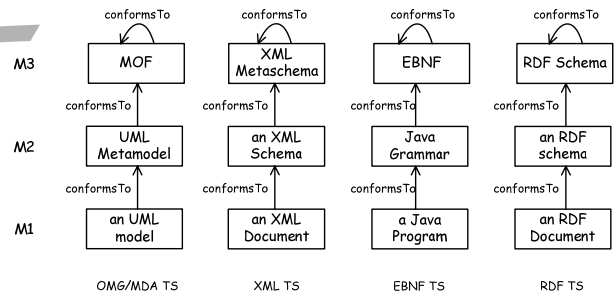 conformsTo conformsTo conformsTo conformsTo
M3 MOF XML Metaschema EBNF RDF Schema
conformsTo conformsTo conformsTo conformsTo
M2 UML Metamodel an XML Schema Java Grammar an RDF schema
conformsTo conformsTo conformsTo conformsTo
M1 an UML model an XML Document a Java Program an RDF Document
OMG/MDA TS XML TS EBNF TS RDF TS